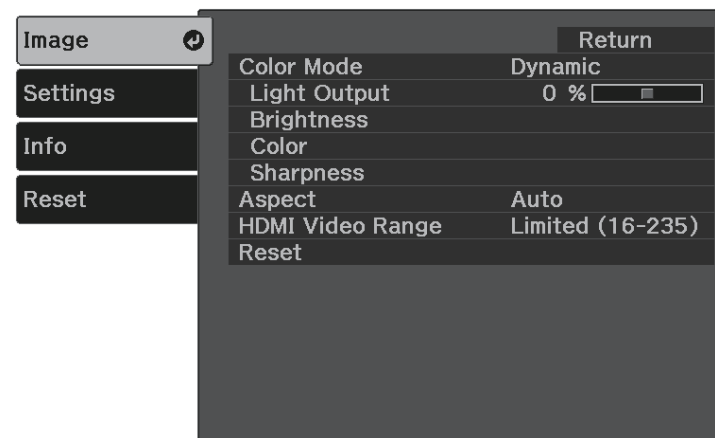 Image
Settings
Info
Reset
Return
Color Mode Dynamic
Light Output 0 %
Brightness
Color
Sharpness
Aspect Auto
HDMI Video Range Limited (16-235)
Reset